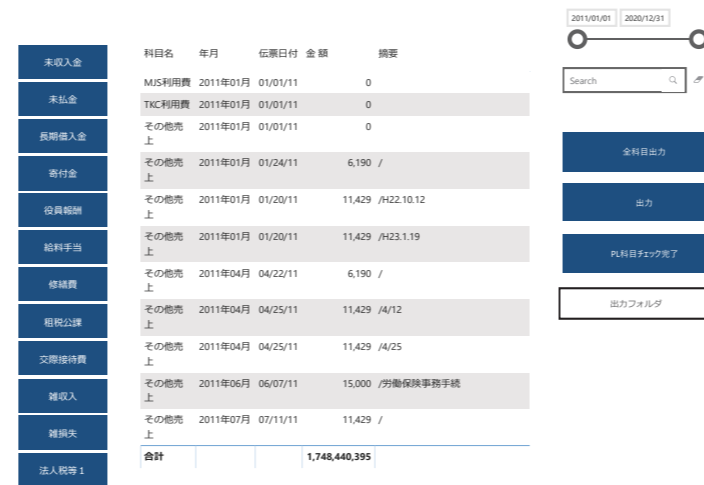 2011/01/01 2020/12/31
Search
未収入金
未払金
長期借入金
寄付金
役員報酬
給料手当
修繕費
租税公課
交際接待費
雑収入
雑損失
法人税等1
科目名 年月 伝票日付 金額 摘要
MJS利用費 2011年01月 01/01/11 0
TKC利用費 2011年01月 01/01/11 0
その他売 2011年01月 01/01/11 0
上
その他売 2011年01月 01/24/11 6,190 /
上
その他売 2011年01月 01/20/11 11,429 /H22.10.12
上
その他売 2011年01月 01/20/11 11,429 /H23.1.19
上
その他売 2011年04月 04/22/11 6,190 /
上
その他売 2011年04月 04/25/11 11,429 /4/12
上
その他売 2011年04月 04/25/11 11,429 /4/25
上
その他売 2011年06月 06/07/11 15,000 /労働保険事務手続
上
その他売 2011年07月 07/11/11 11,429 /
上
合計 1,748,440,395
全科目出力
出力
PL科目チェック完了
出力フォルダ